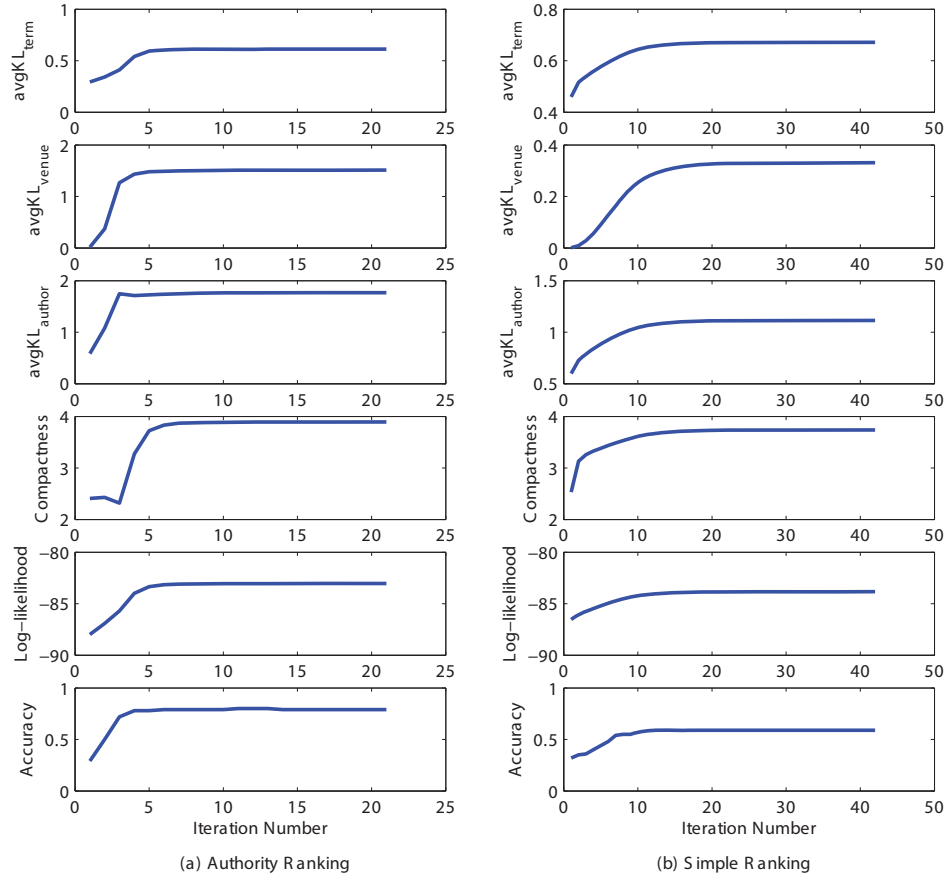 avgKL_term
1
0.5
0
0 5 10 15 20 25
avgKL_venue
2
1
0
0 5 10 15 20 25
avgKL_author
2
1
0
0 5 10 15 20 25
Compactness
4
3
2
0 5 10 15 20 25
Log−likelihood
−80
−85
−90
0 5 10 15 20 25
Accuracy
1
0.5
0
0 5 10 15 20 25
Iteration Number
(a) Authority Ranking
avgKL_term
0.8
0.6
0.4
0 10 20 30 40 50
avgKL_venue
0.4
0.2
0
0 10 20 30 40 50
avgKL_author
1.5
1
0.5
0 10 20 30 40 50
Compactness
4
3
2
0 10 20 30 40 50
Log−likelihood
−80
−85
−90
0 10 20 30 40 50
Accuracy
1
0.5
0
0 10 20 30 40 50
Iteration Number
(b) Simple Ranking